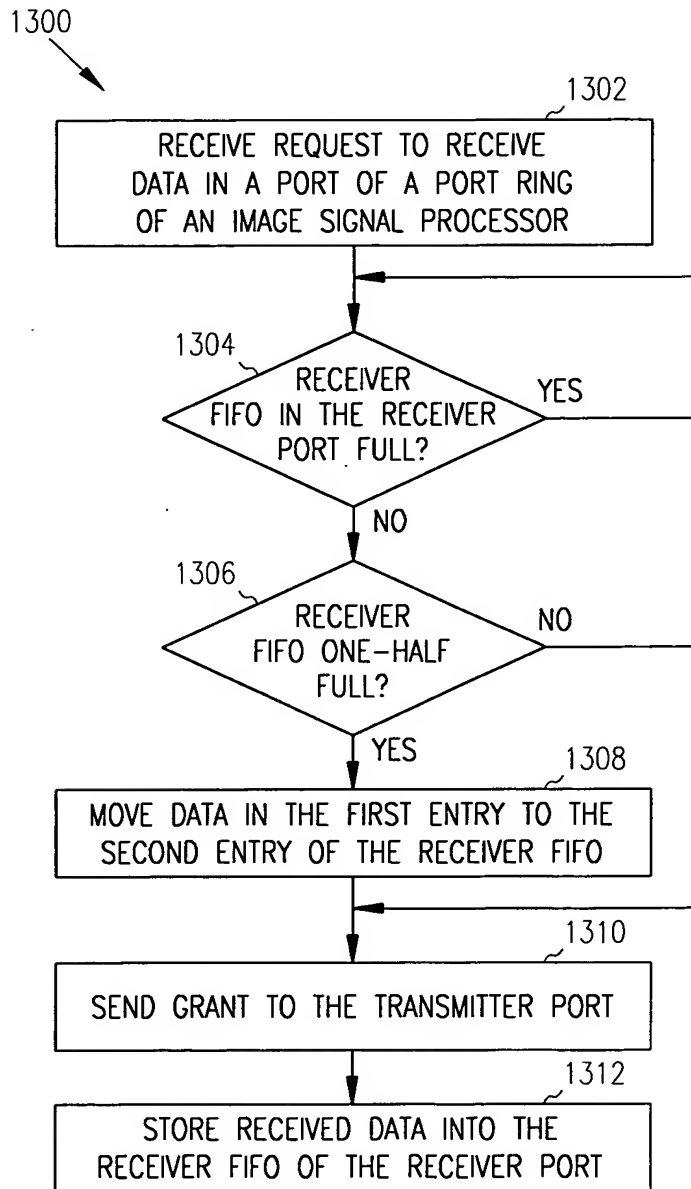 1300
1302
RECEIVE REQUEST TO RECEIVE
DATA IN A PORT OF A PORT RING
OF AN IMAGE SIGNAL PROCESSOR
1304
RECEIVER
FIFO IN THE RECEIVER
PORT FULL?
YES
NO
1306
RECEIVER
FIFO ONE-HALF
FULL?
NO
YES
1308
MOVE DATA IN THE FIRST ENTRY TO THE
SECOND ENTRY OF THE RECEIVER FIFO
1310
SEND GRANT TO THE TRANSMITTER PORT
1312
STORE RECEIVED DATA INTO THE
RECEIVER FIFO OF THE RECEIVER PORT